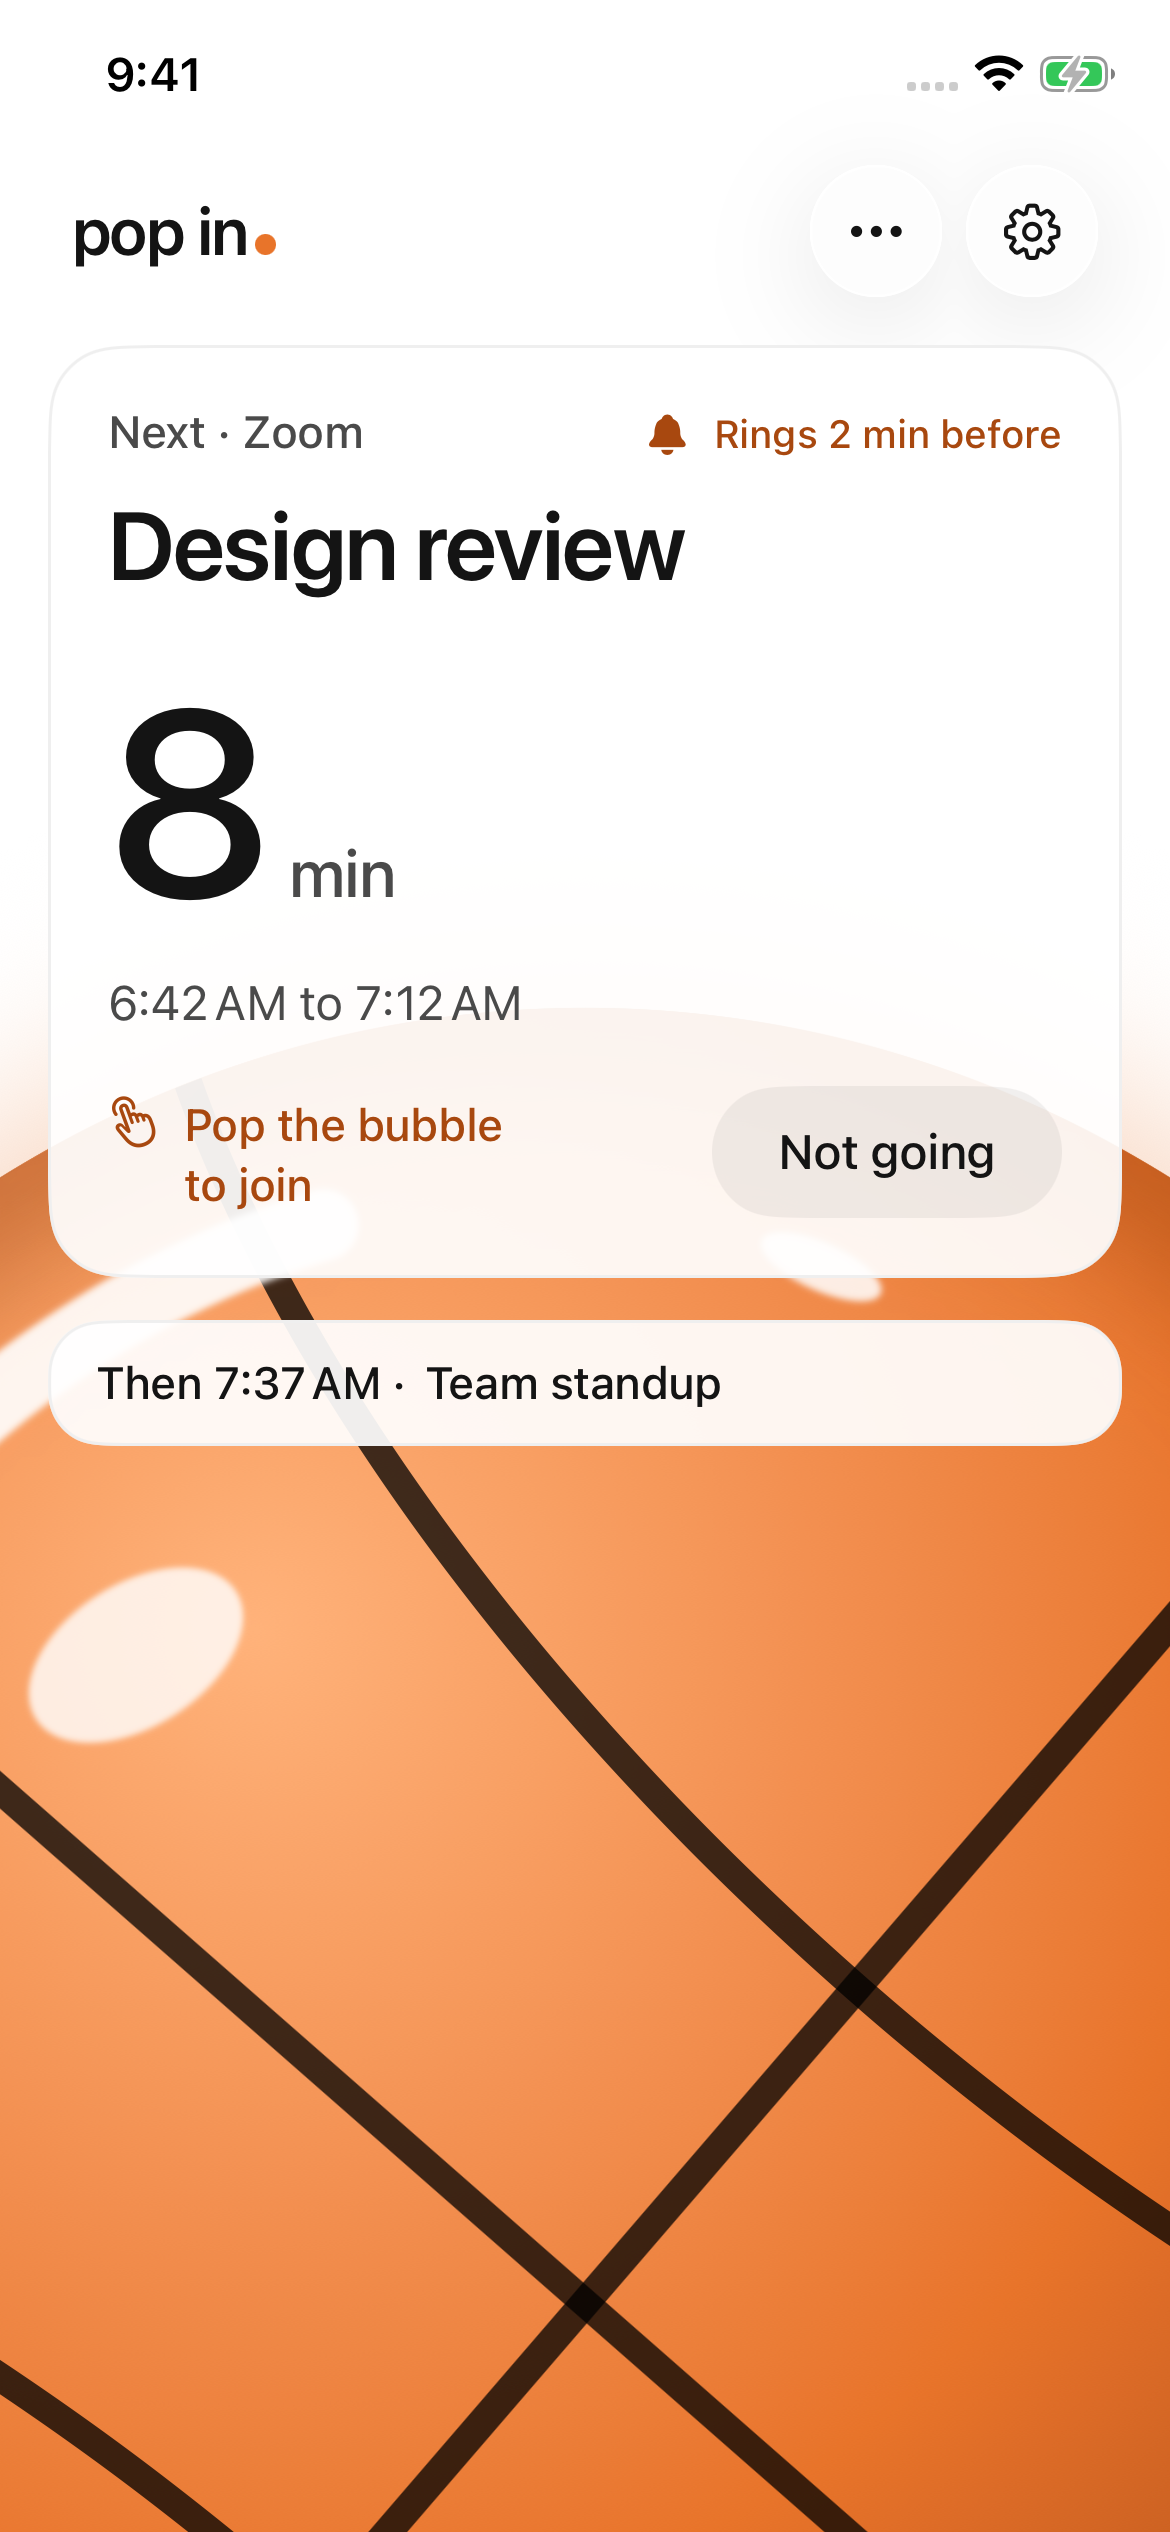 9:41
pop in.
Next · Zoom
Rings 2 min before
Design review
8 min
6:42 AM to 7:12 AM
Pop the bubble
to join
Not going
Then 7:37 AM · Team standup